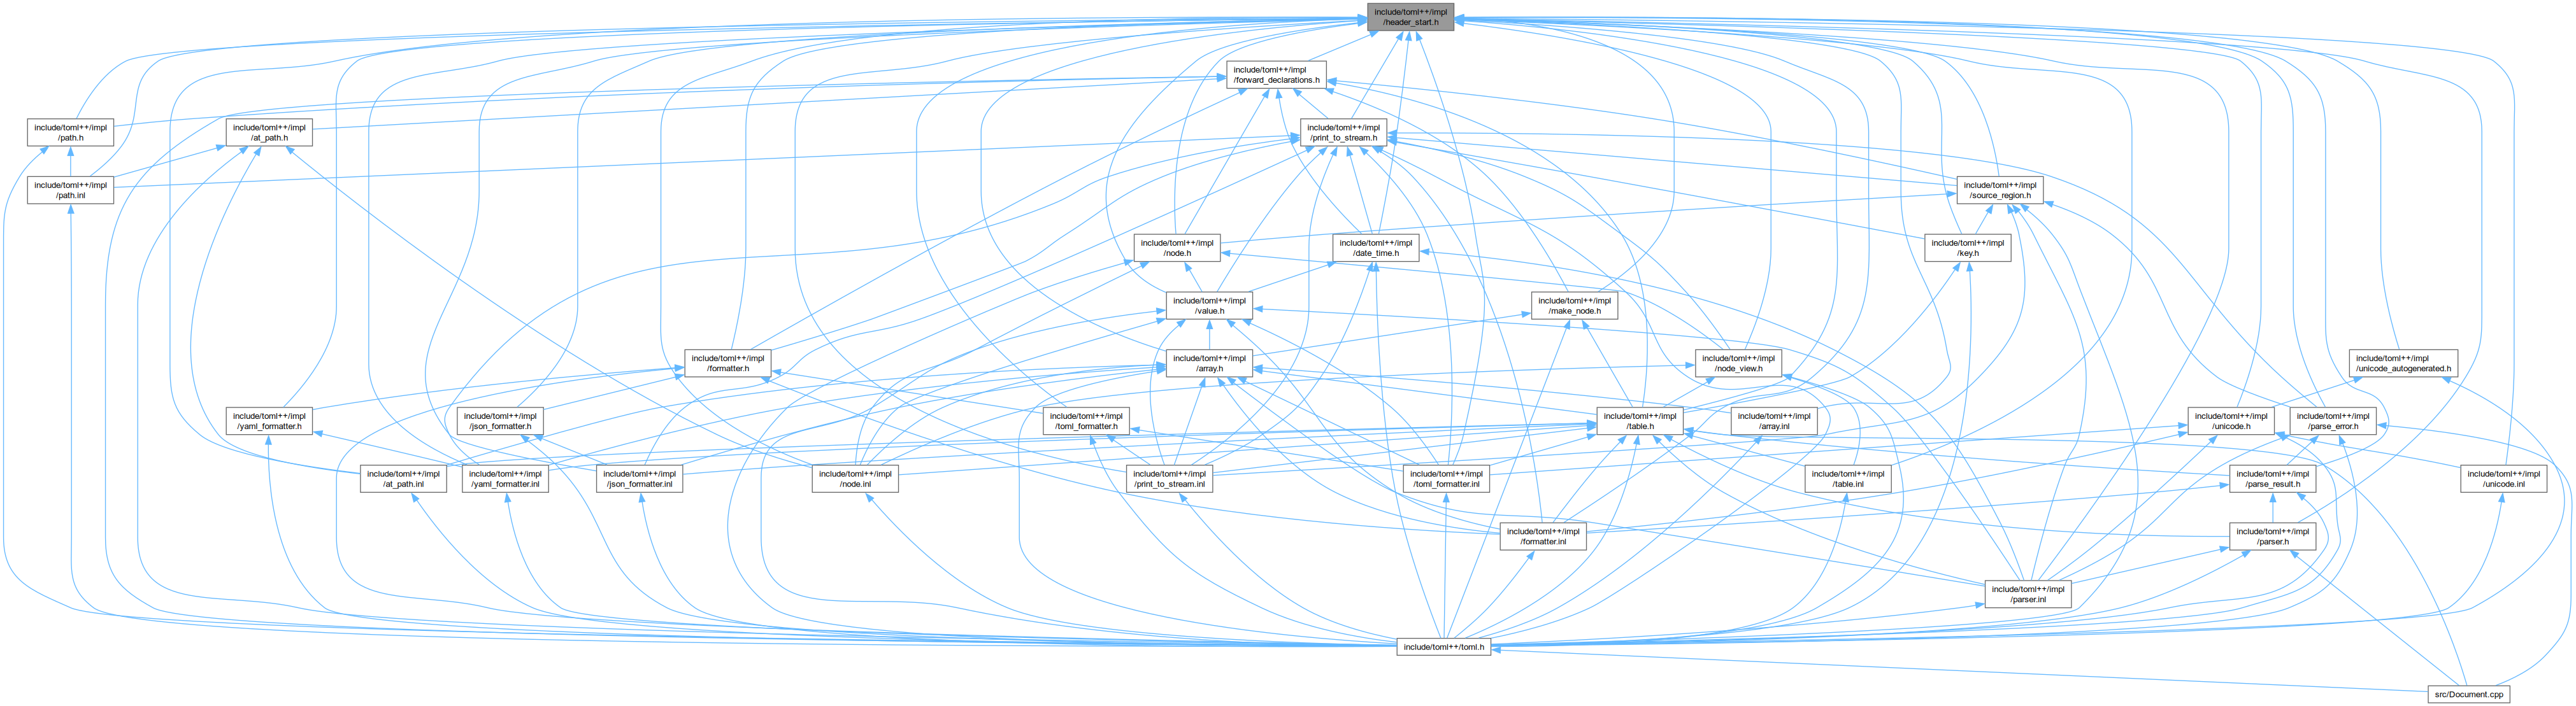 include/toml++/impl
/header_start.h
include/toml++/impl
/forward_declarations.h
include/toml++/impl
/path.h
include/toml++/impl
/at_path.h
include/toml++/impl
/print_to_stream.h
include/toml++/impl
/path.inl
include/toml++/impl
/source_region.h
include/toml++/impl
/node.h
include/toml++/impl
/date_time.h
include/toml++/impl
/key.h
include/toml++/impl
/value.h
include/toml++/impl
/make_node.h
include/toml++/impl
/formatter.h
include/toml++/impl
/array.h
include/toml++/impl
/node_view.h
include/toml++/impl
/unicode_autogenerated.h
include/toml++/impl
/yaml_formatter.h
include/toml++/impl
/json_formatter.h
include/toml++/impl
/toml_formatter.h
include/toml++/impl
/table.h
include/toml++/impl
/array.inl
include/toml++/impl
/unicode.h
include/toml++/impl
/parse_error.h
include/toml++/impl
/at_path.inl
include/toml++/impl
/yaml_formatter.inl
include/toml++/impl
/json_formatter.inl
include/toml++/impl
/node.inl
include/toml++/impl
/print_to_stream.inl
include/toml++/impl
/toml_formatter.inl
include/toml++/impl
/table.inl
include/toml++/impl
/parse_result.h
include/toml++/impl
/unicode.inl
include/toml++/impl
/formatter.inl
include/toml++/impl
/parser.h
include/toml++/impl
/parser.inl
include/toml++/toml.h
src/Document.cpp